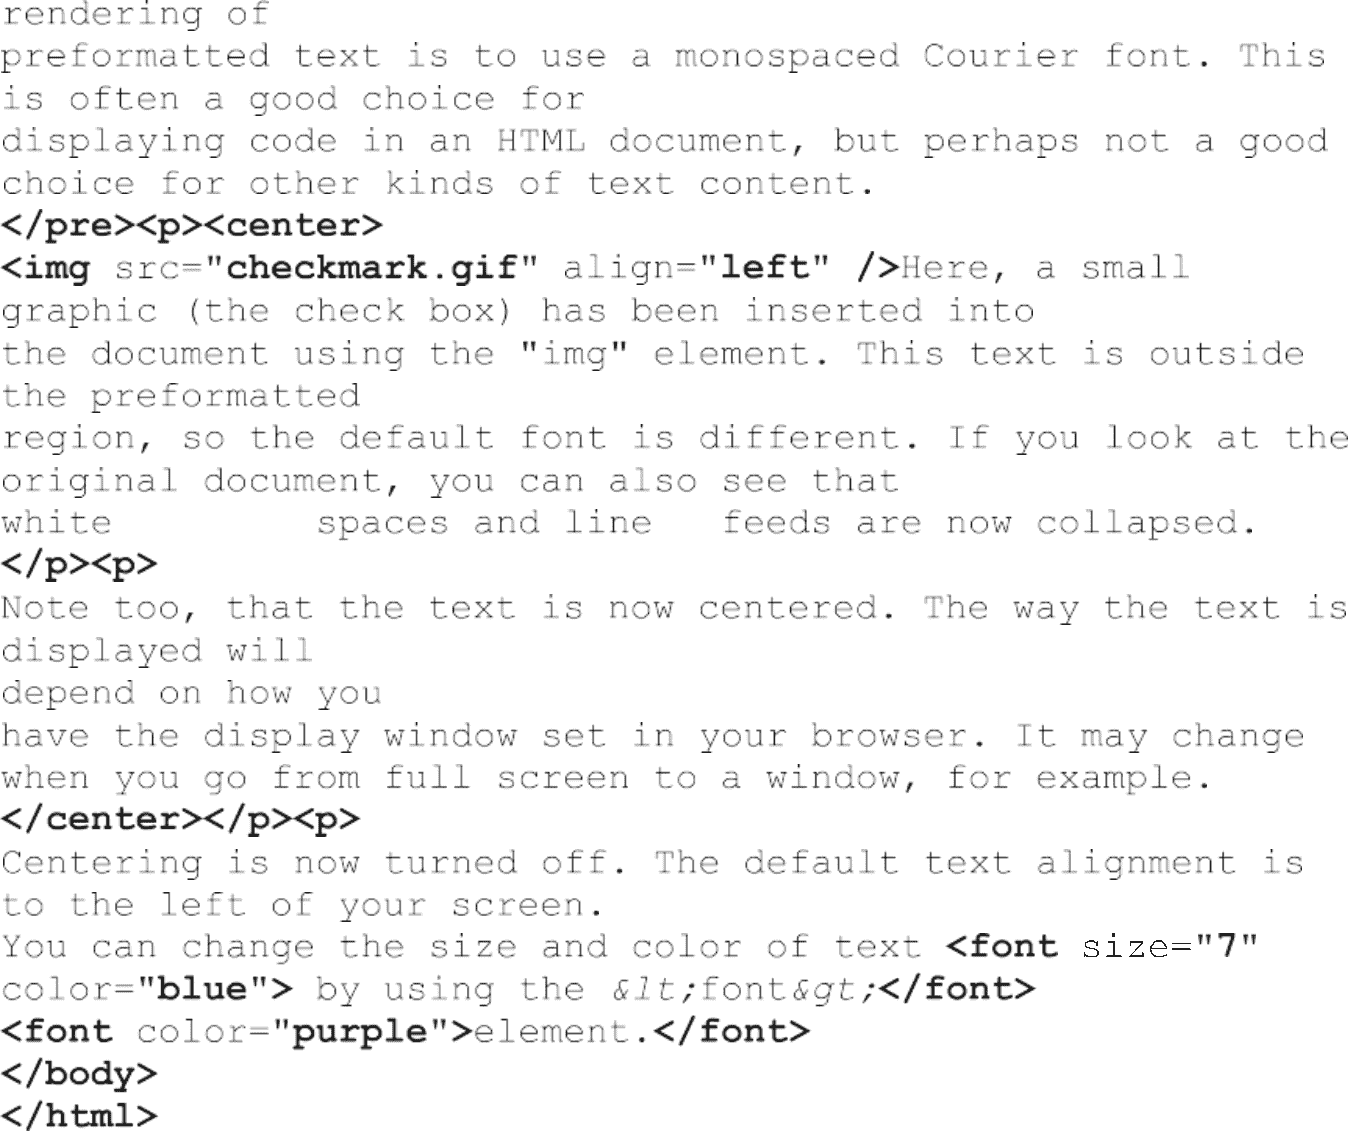 rendering of
preformatted text is to use a monospaced Courier font. This
is often a good choice for
displaying code in an HTML document, but perhaps not a good
choice for other kinds of text content.
</pre><p><center>
<img src="checkmark.gif" align="left" />Here, a small
graphic (the check box) has been inserted into
the document using the "img" element. This text is outside
the preformatted
region, so the default font is different. If you look at the
original document, you can also see that
white         spaces and line   feeds are now collapsed.
</p><p>
Note too, that the text is now centered. The way the text is
displayed will
depend on how you
have the display window set in your browser. It may change
when you go from full screen to a window, for example.
</center></p><p>
Centering is now turned off. The default text alignment is
to the left of your screen.
You can change the size and color of text <font size="7"
color="blue"> by using the &lt;font&gt;</font>
<font color="purple">element.</font>
</body>
</html>